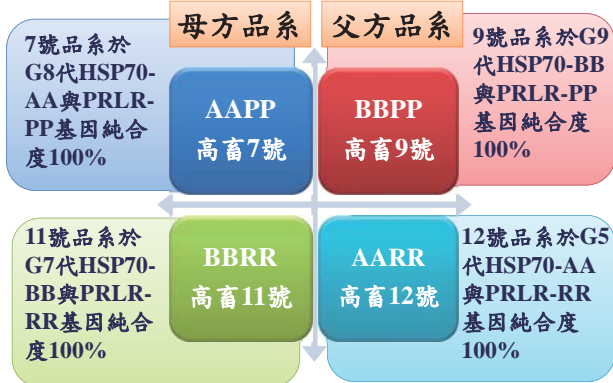 母方品系
父方品系
7號品系於
G8代HSP70-
AA與PRLR-
PP基因純合
度100%
AAPP
高畜7號
BBPP
高畜9號
9號品系於G9
代HSP70-BB
與PRLR-PP
基因純合度
100%
11號品系於
G7代HSP70-
BB與PRLR-
RR基因純合
度100%
BBRR
高畜11號
AARR
高畜12號
12號品系於G5
代HSP70-AA
與PRLR-RR
基因純合度
100%